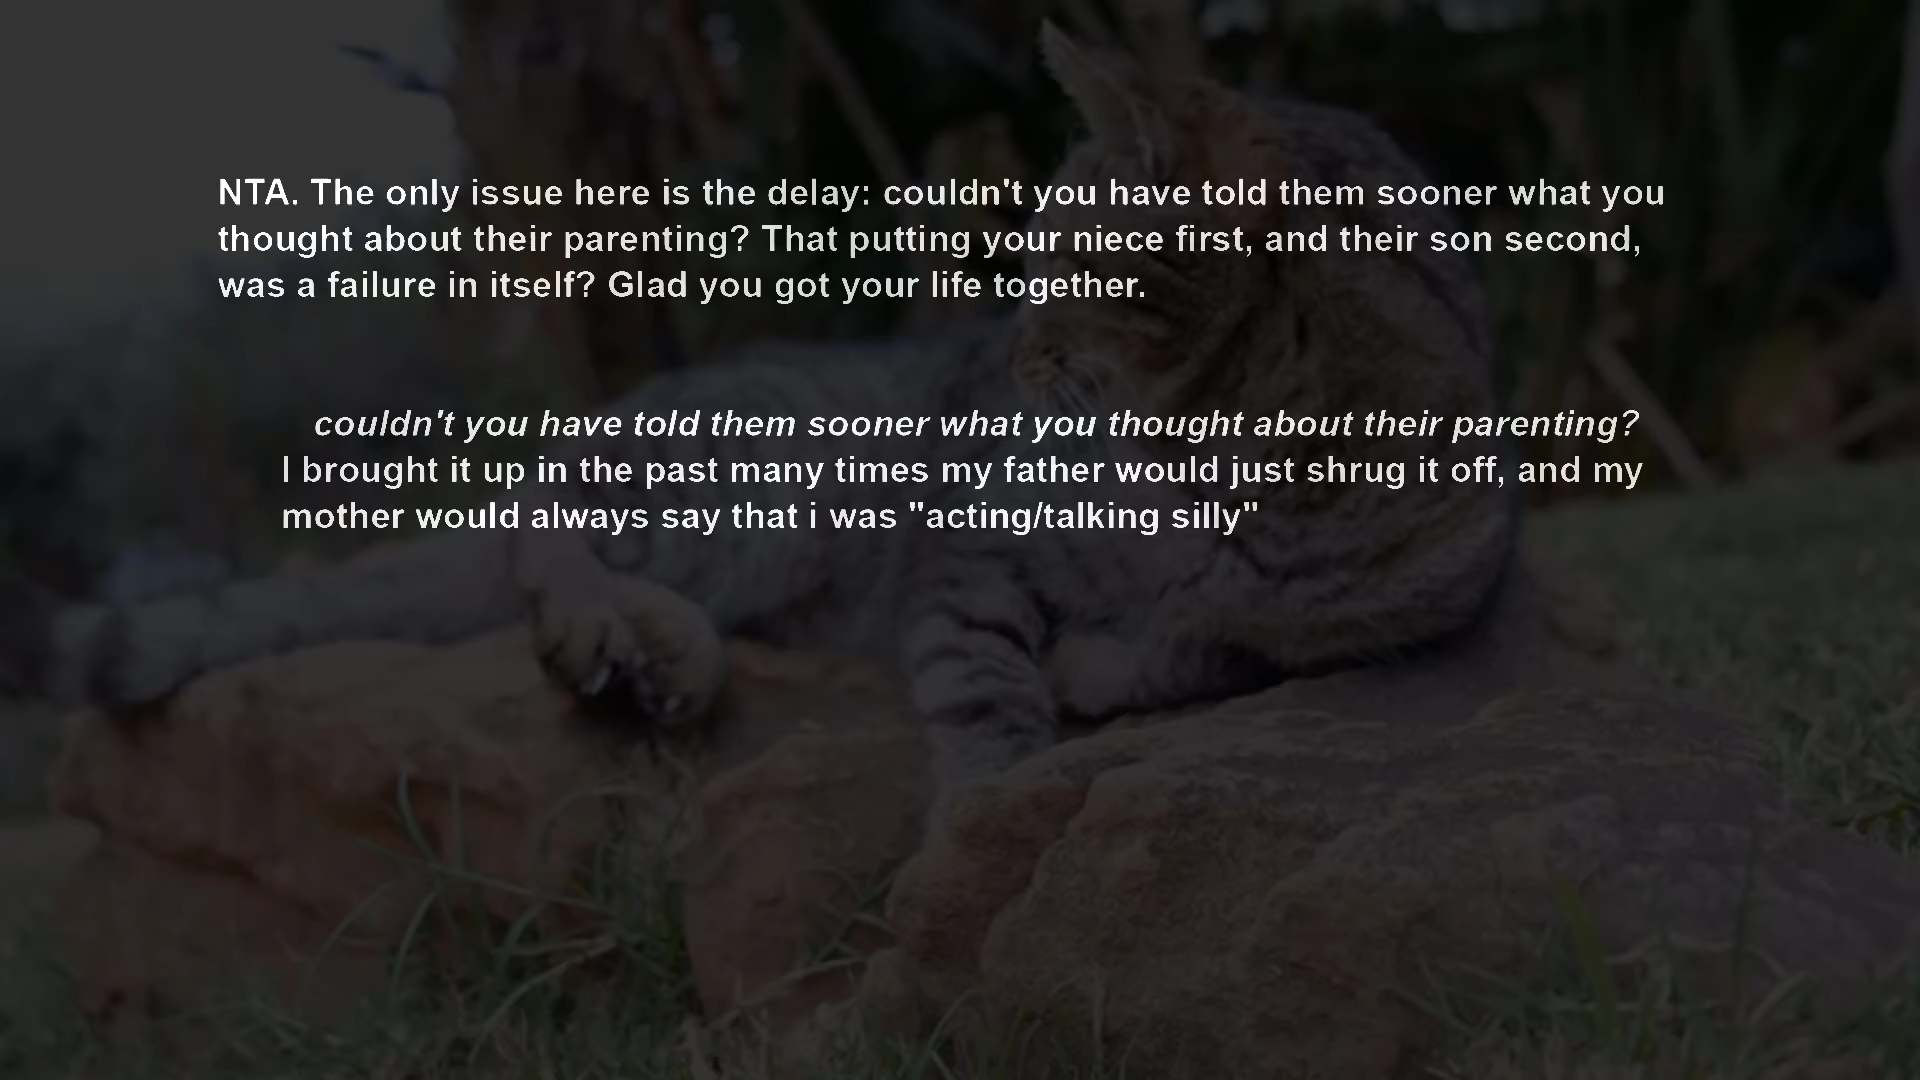 NTA. The only issue here is the delay: couldn't you have told them sooner what you
thought about their parenting? That putting your niece first, and their son second,
was a failure in itself? Glad you got your life together.
couldn't you have told them sooner what you thought about their parenting?
I brought it up in the past many times my father would just shrug it off, and my
mother would always say that i was "acting/talking silly"